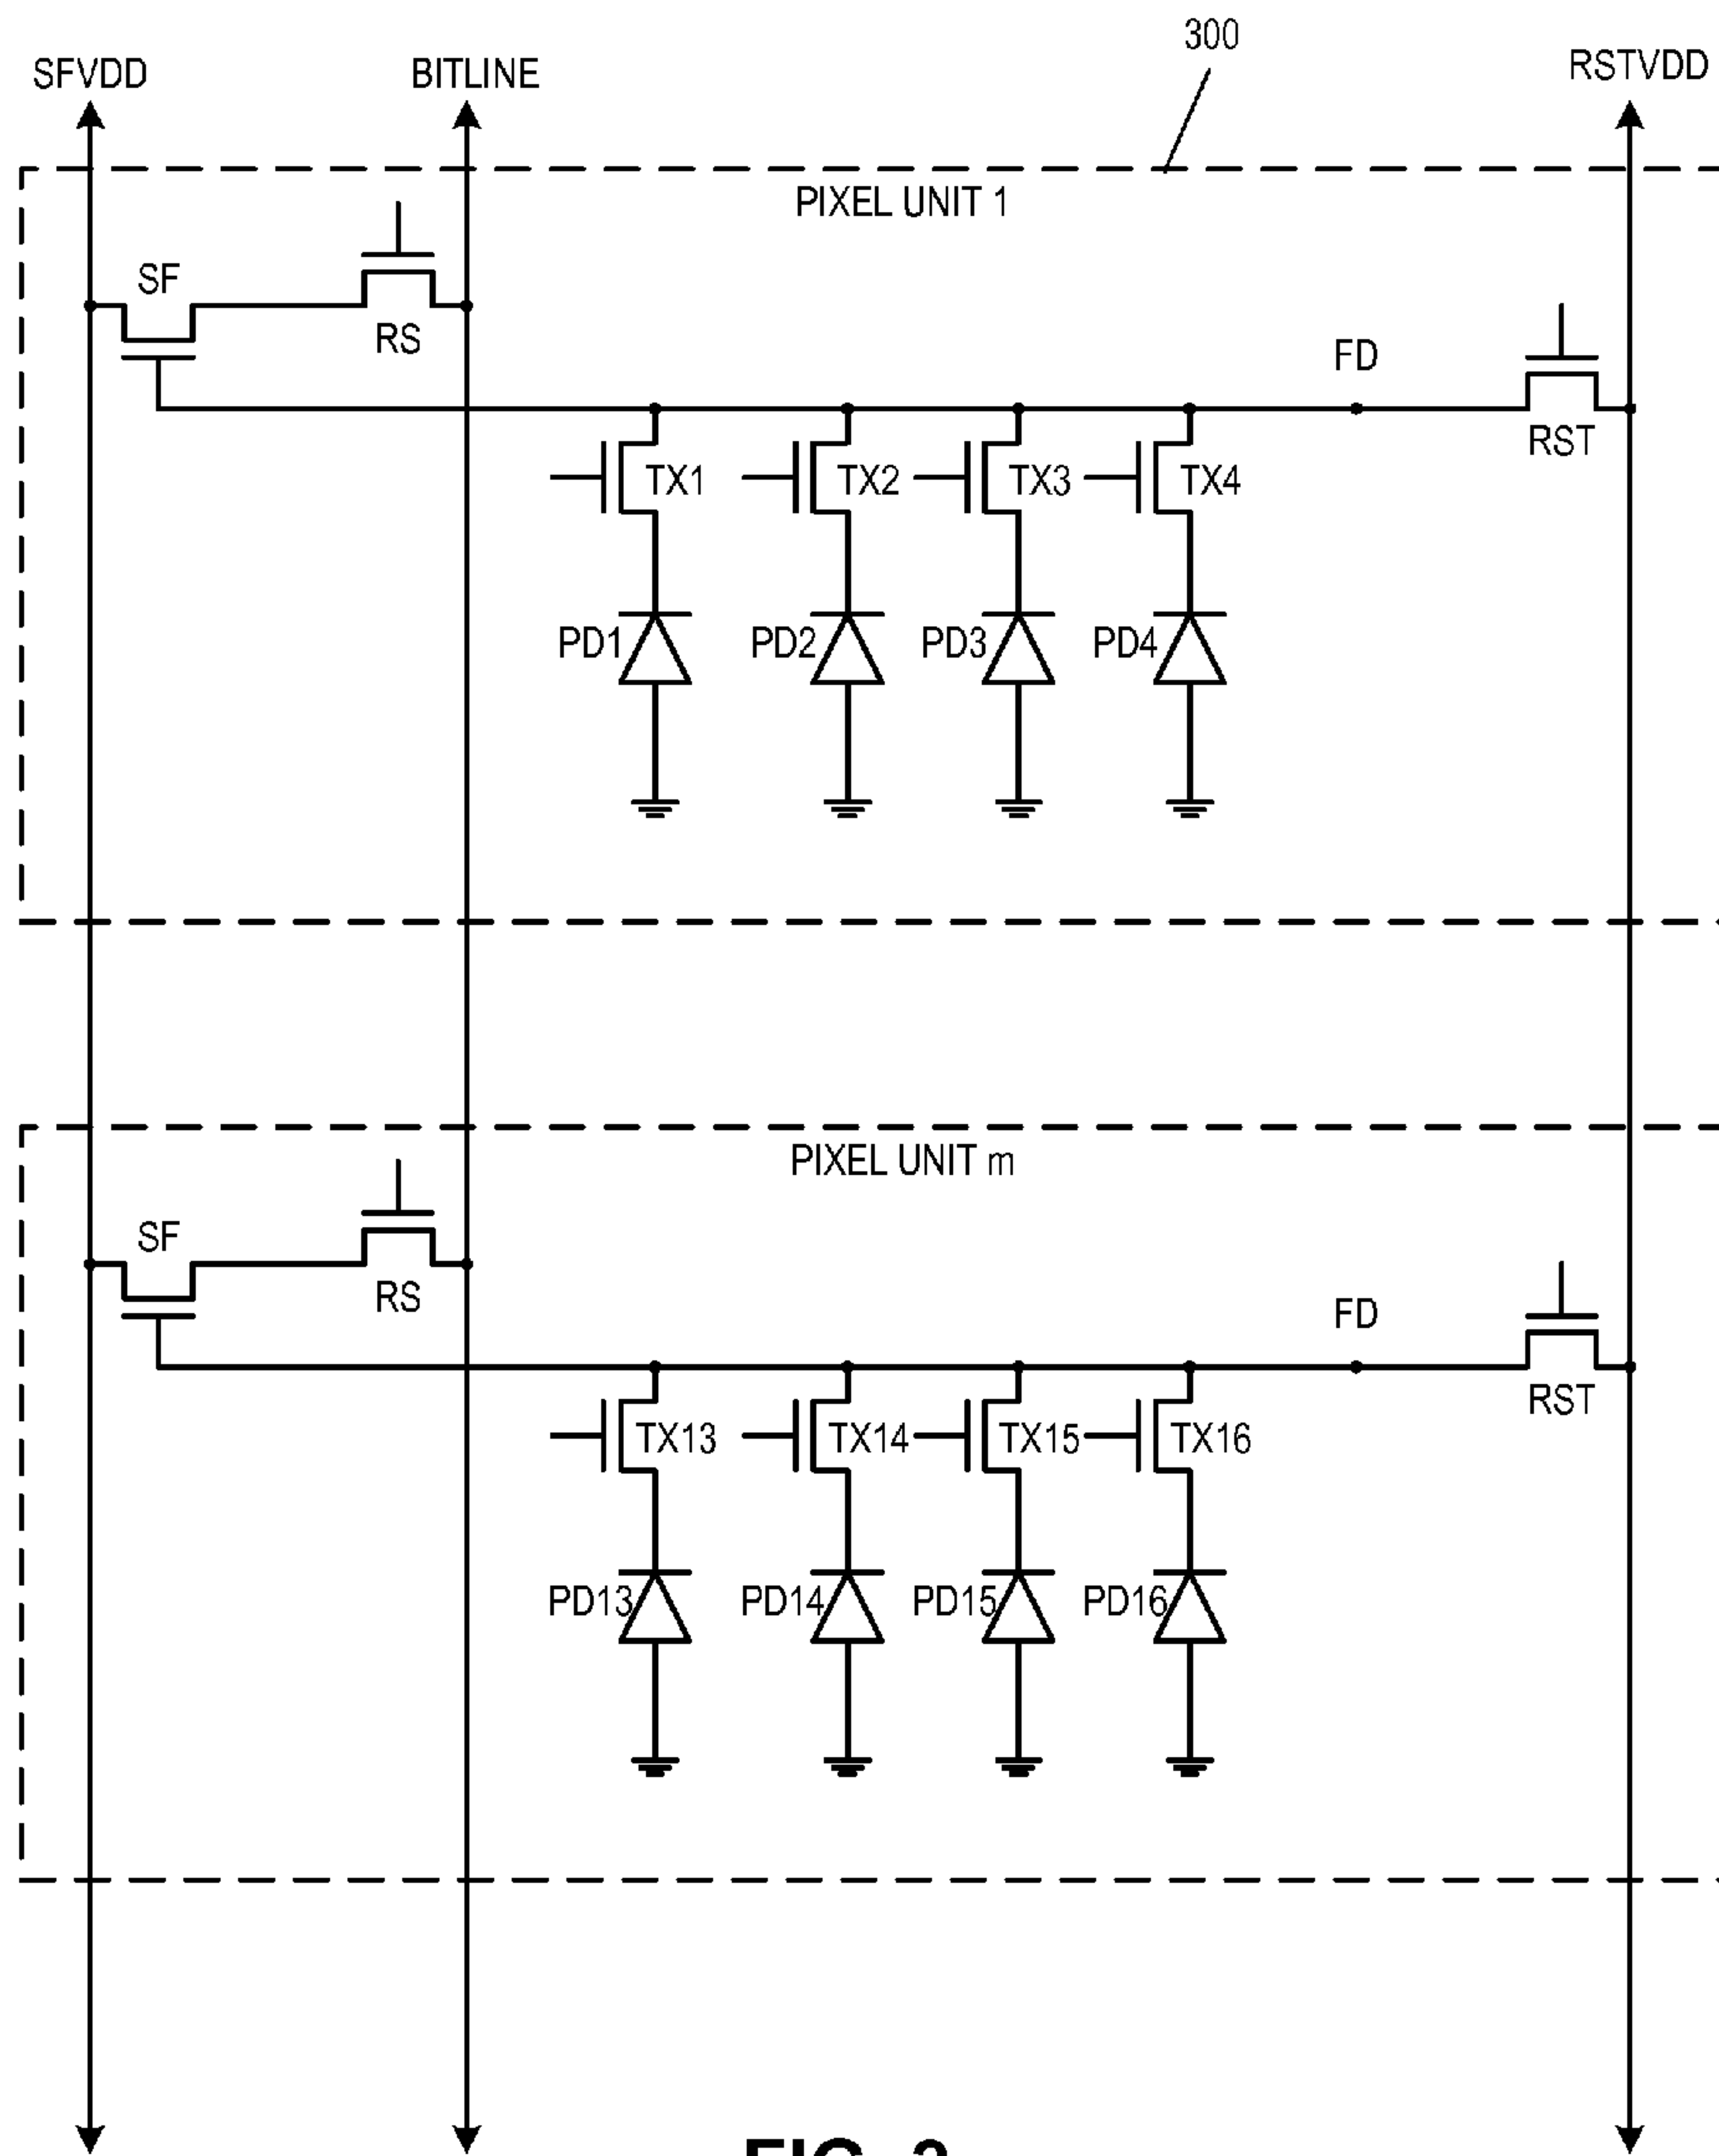 300
SFVDD BITLINE RSTVDD
PIXEL UNIT 1
SF
RS
FD
RST
TX1 TX2 TX3 TX4
PD1 PD2 PD3 PD4
PIXEL UNIT m
SF
RS
FD
RST
TX13 TX14 TX15 TX16
PD13 PD14 PD15 PD16
FIG.